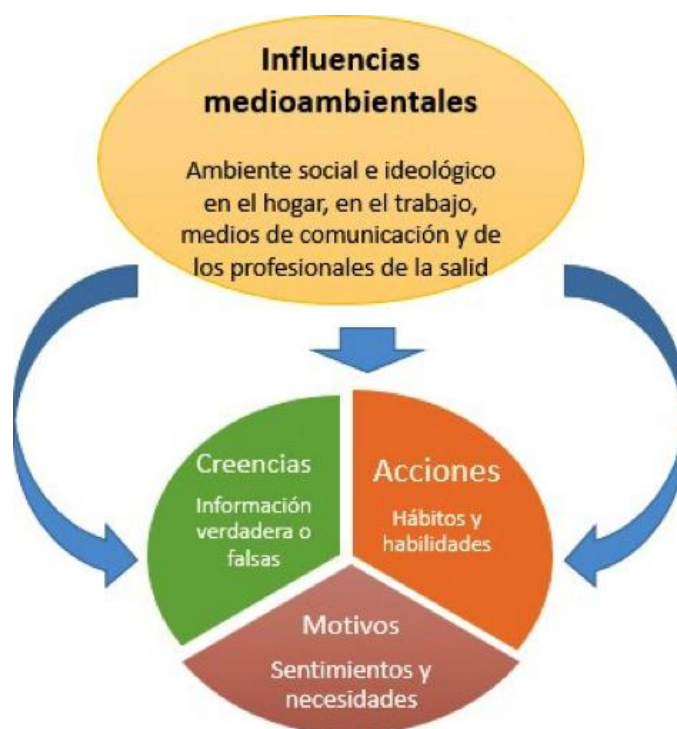 Influencias
medioambientales
Ambiente social e ideológico
en el hogar, en el trabajo,
medios de comunicación y de
los profesionales de la salid
Creencias
Información
verdadera o
falsas
Acciones
Hábitos y
habilidades
Motivos
Sentimientos y
necesidades